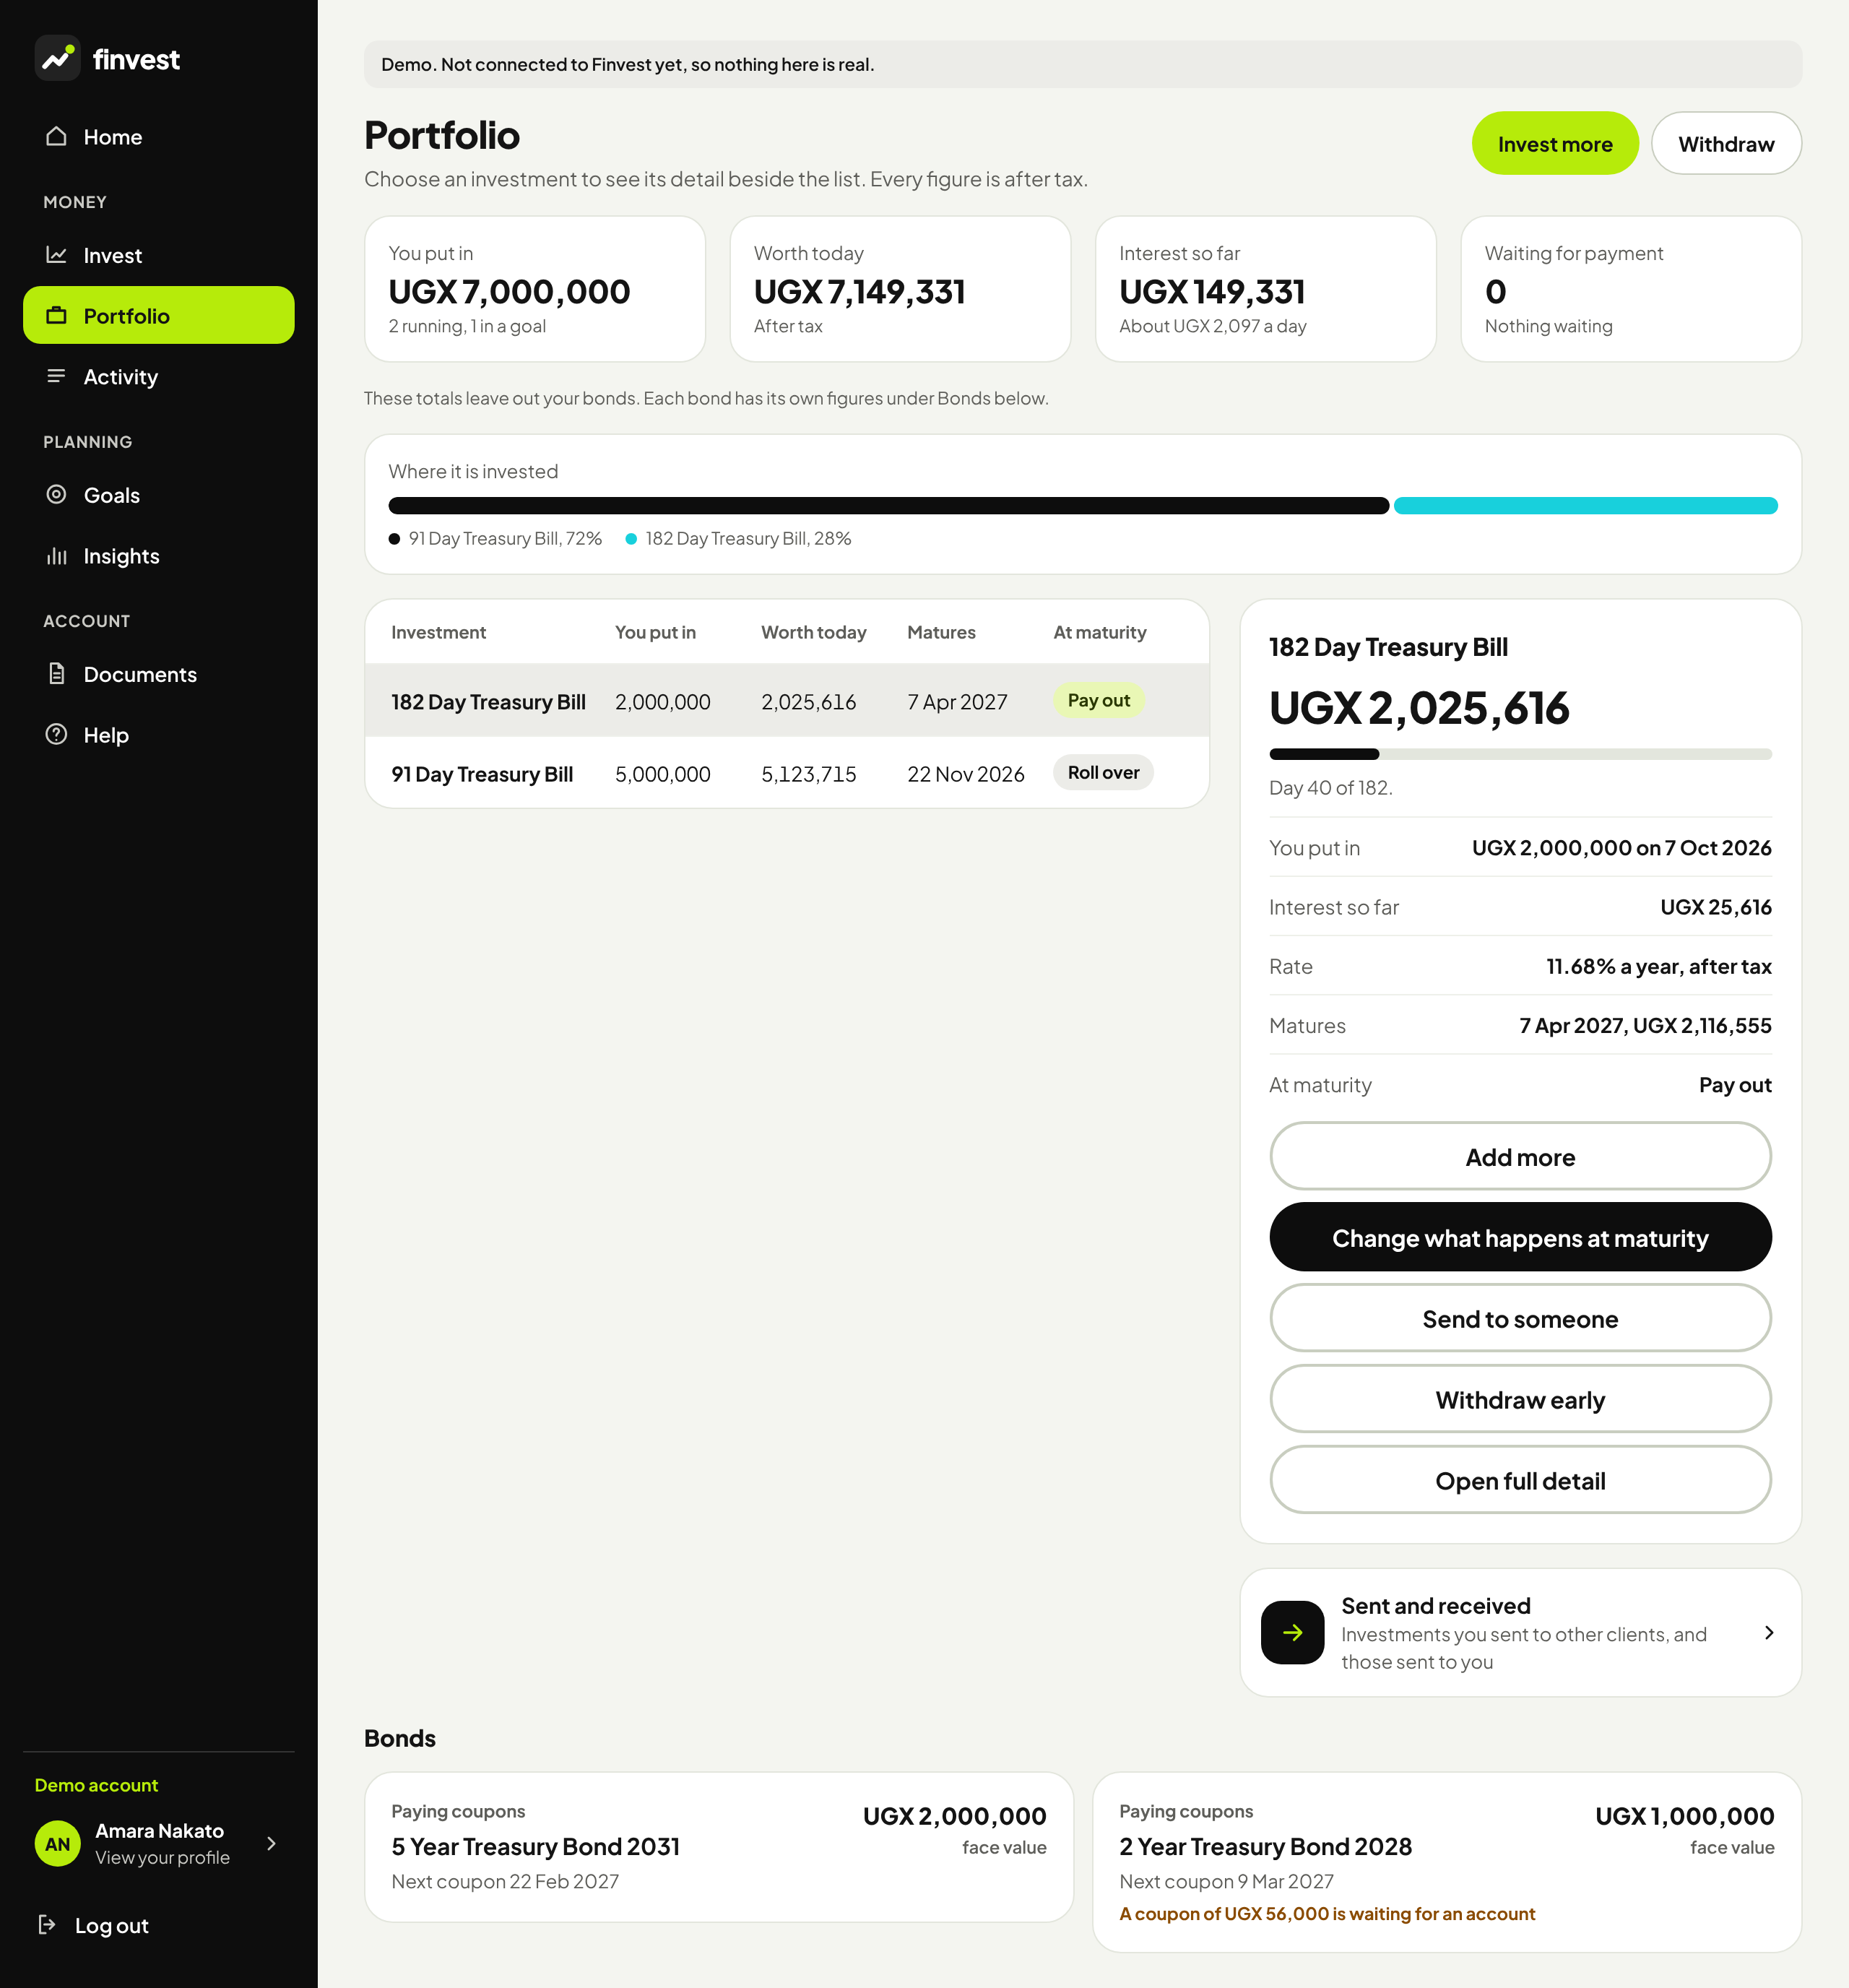 finvest
Home
MONEY
Invest
Portfolio
Activity
PLANNING
Goals
Insights
ACCOUNT
Documents
Help
Demo account
AN
Amara Nakato
View your profile
Log out
Demo. Not connected to Finvest yet, so nothing here is real.
Portfolio
Choose an investment to see its detail beside the list. Every figure is after tax.
Invest more
Withdraw
You put in
UGX 7,000,000
2 running, 1 in a goal
Worth today
UGX 7,149,331
After tax
Interest so far
UGX 149,331
About UGX 2,097 a day
Waiting for payment
0
Nothing waiting
These totals leave out your bonds. Each bond has its own figures under Bonds below.
Where it is invested
91 Day Treasury Bill, 72%
182 Day Treasury Bill, 28%
Investment You put in Worth today Matures At maturity
182 Day Treasury Bill 2,000,000 2,025,616 7 Apr 2027 Pay out
91 Day Treasury Bill 5,000,000 5,123,715 22 Nov 2026 Roll over
182 Day Treasury Bill
UGX 2,025,616
Day 40 of 182.
You put in UGX 2,000,000 on 7 Oct 2026
Interest so far UGX 25,616
Rate 11.68% a year, after tax
Matures 7 Apr 2027, UGX 2,116,555
At maturity Pay out
Add more
Change what happens at maturity
Send to someone
Withdraw early
Open full detail
Sent and received
Investments you sent to other clients, and
those sent to you
Bonds
Paying coupons
5 Year Treasury Bond 2031
Next coupon 22 Feb 2027
UGX 2,000,000
face value
Paying coupons
2 Year Treasury Bond 2028
Next coupon 9 Mar 2027
A coupon of UGX 56,000 is waiting for an account
UGX 1,000,000
face value